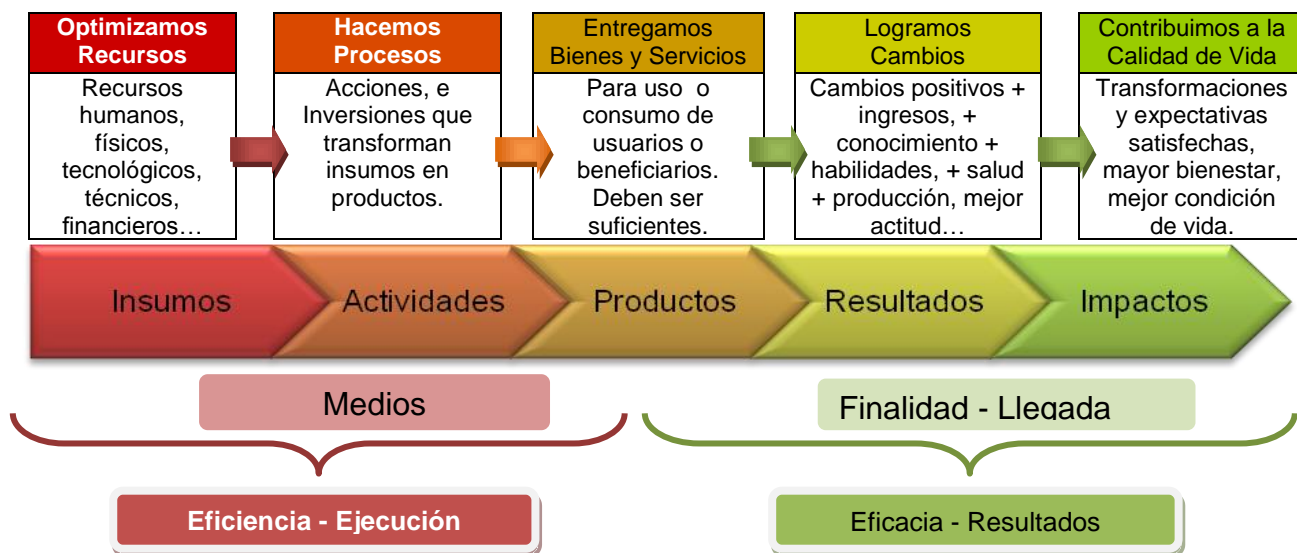 Optimizamos
Recursos
Recursos
humanos,
físicos,
tecnológicos,
técnicos,
financieros…
Hacemos
Procesos
Acciones, e
Inversiones que
transforman
insumos en
productos.
Entregamos
Bienes y Servicios
Para uso o
consumo de
usuarios o
beneficiarios.
Deben ser
suficientes.
Logramos
Cambios
Cambios positivos +
ingresos, +
conocimiento +
habilidades, + salud
+ producción, mejor
actitud…
Contribuimos a la
Calidad de Vida
Transformaciones
y expectativas
satisfechas,
mayor bienestar,
mejor condición
de vida.
Insumos
Actividades
Productos
Resultados
Impactos
Medios
Finalidad - Llegada
Eficiencia - Ejecución
Eficacia - Resultados